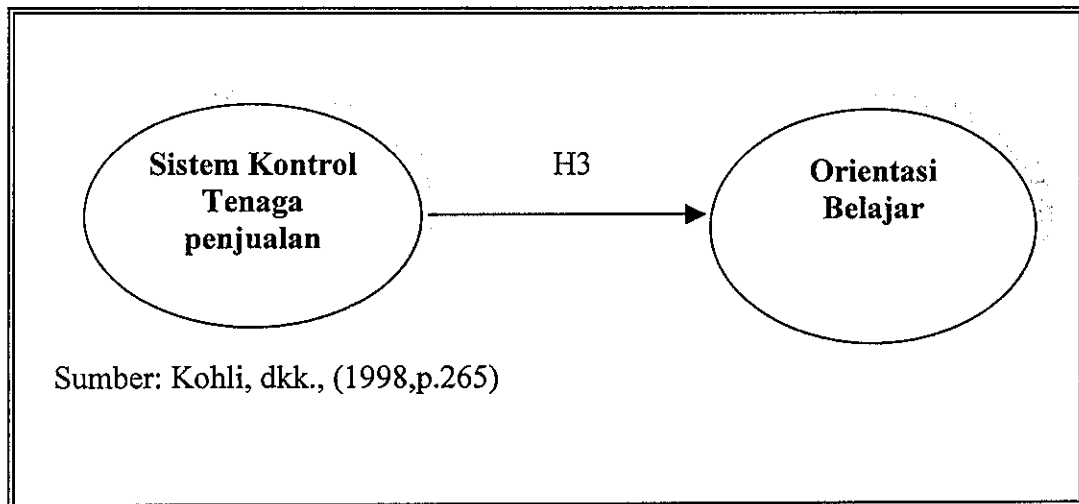 Sistem Kontrol
Tenaga
penjualan
H3
Orientasi
Belajar
Sumber: Kohli, dkk., (1998,p.265)